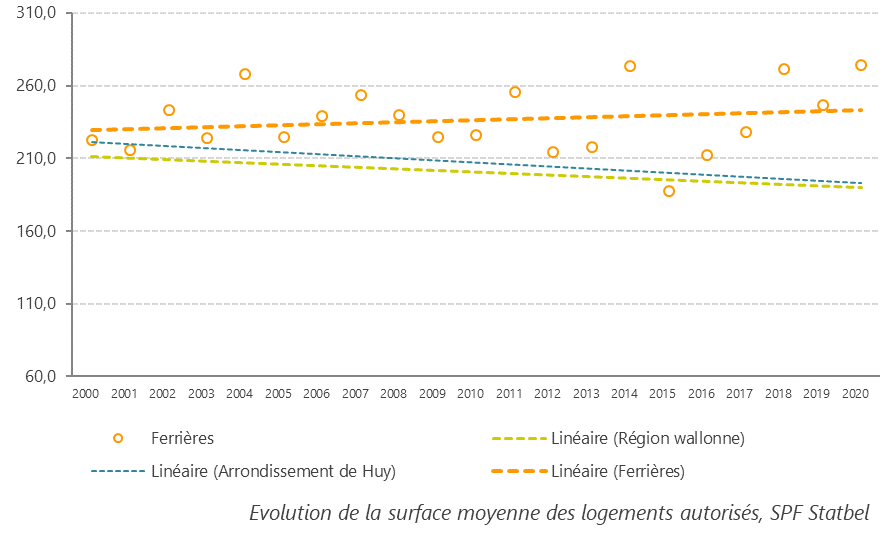 310,0
260,0
210,0
160,0
110,0
60,0
2000 2001 2002 2003 2004 2005 2006 2007 2008 2009 2010 2011 2012 2013 2014 2015 2016 2017 2018 2019 2020
Ferrières Linéaire (Région wallonne)
Linéaire (Arrondissement de Huy) Linéaire (Ferrières)
Evolution de la surface moyenne des logements autorisés, SPF Statbel